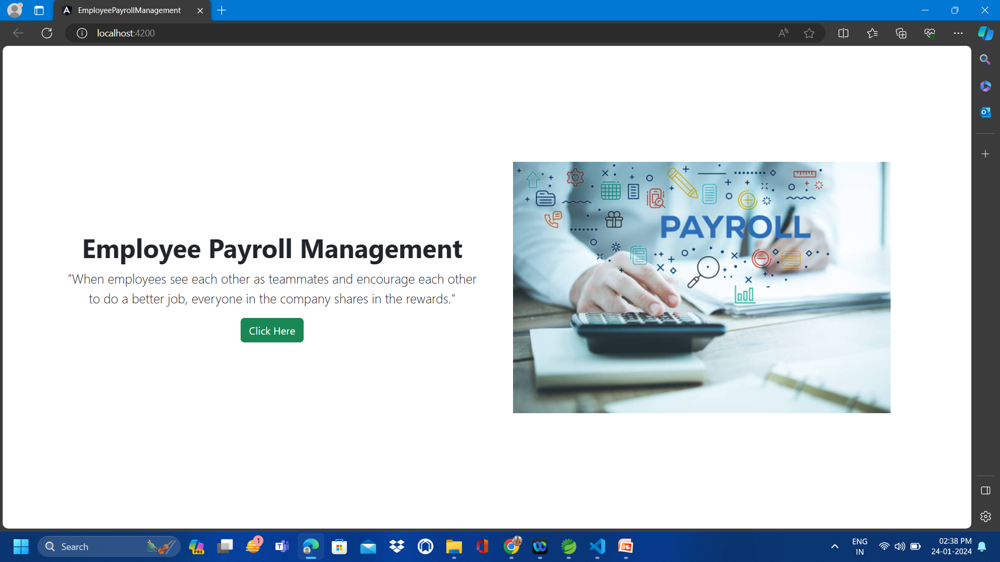 EmployeePayrollManagement
localhost:4200
PAYROLL
Employee Payroll Management
"When employees see each other as teammates and encourage each other
to do a better job, everyone in the company shares in the rewards."
Click Here
Search
PRE
1
ENG
IN
02:38 PM
24-01-2024